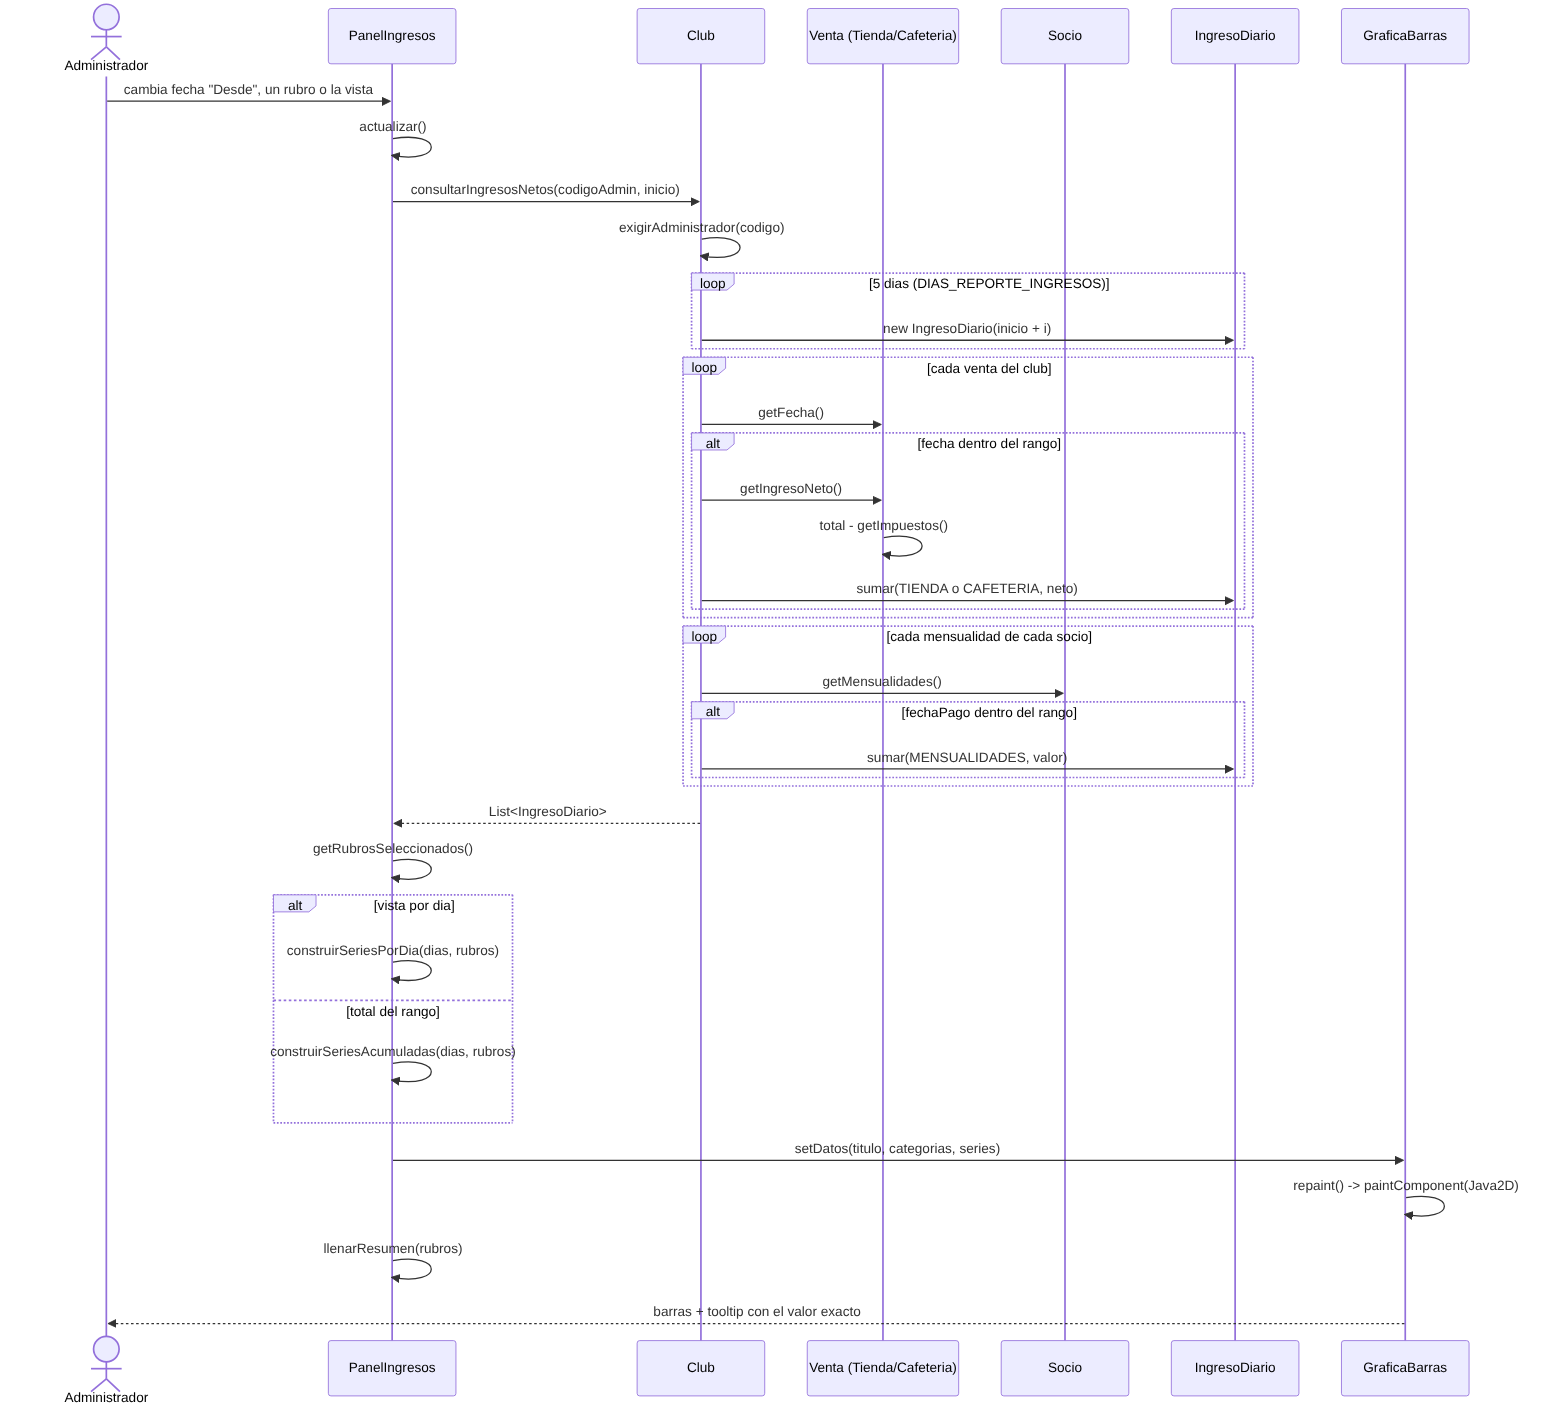 Administrador
PanelIngresos
Club
Venta (Tienda/Cafeteria)
Socio
IngresoDiario
GraficaBarras
cambia fecha "Desde", un rubro o la vista
actualizar()
consultarIngresosNetos(codigoAdmin, inicio)
exigirAdministrador(codigo)
loop
[5 dias (DIAS_REPORTE_INGRESOS)]
new IngresoDiario(inicio + i)
loop
[cada venta del club]
getFecha()
alt
[fecha dentro del rango]
getIngresoNeto()
total - getImpuestos()
sumar(TIENDA o CAFETERIA, neto)
loop
[cada mensualidad de cada socio]
getMensualidades()
alt
[fechaPago dentro del rango]
sumar(MENSUALIDADES, valor)
List<IngresoDiario>
getRubrosSeleccionados()
alt
[vista por dia]
construirSeriesPorDia(dias, rubros)
[total del rango]
construirSeriesAcumuladas(dias, rubros)
setDatos(titulo, categorias, series)
repaint() -> paintComponent(Java2D)
llenarResumen(rubros)
barras + tooltip con el valor exacto
Administrador
PanelIngresos
Club
Venta (Tienda/Cafeteria)
Socio
IngresoDiario
GraficaBarras